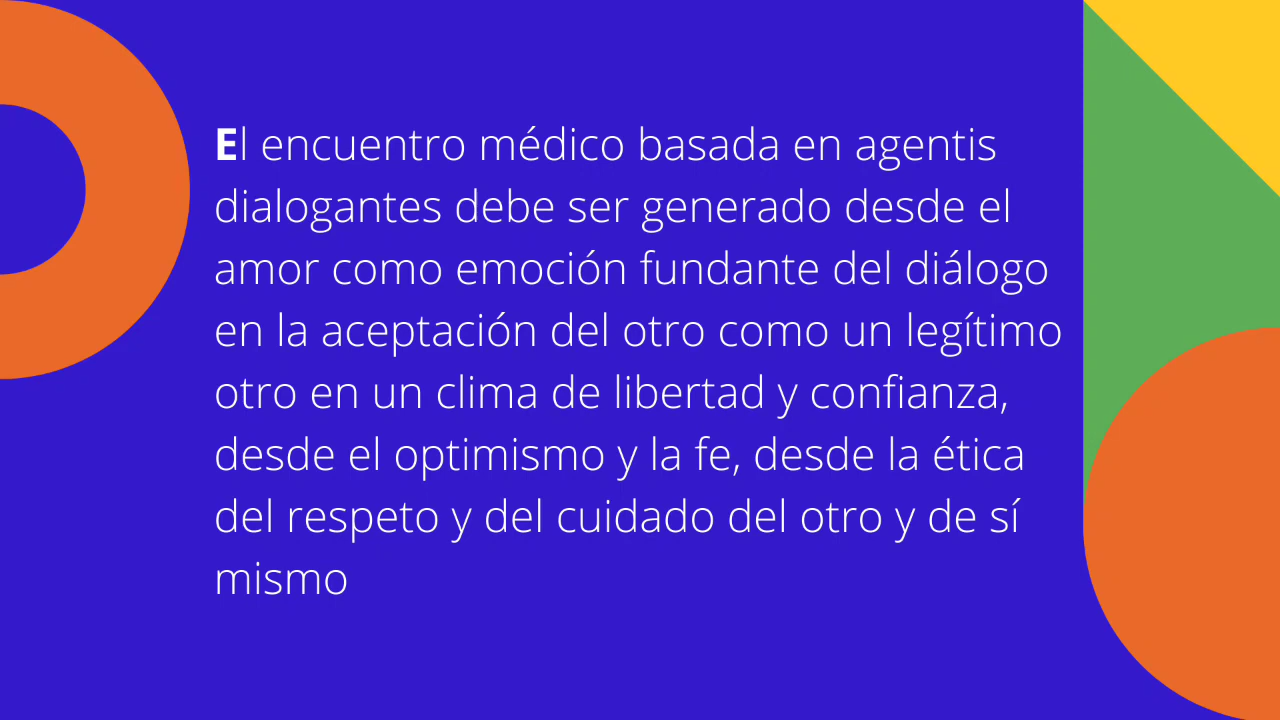 El encuentro médico basada en agentis
dialogantes debe ser generado desde el
amor como emoción fundante del diálogo
en la aceptación del otro como un legítimo
otro en un clima de libertad y confianza,
desde el optimismo y la fe, desde la ética
del respeto y del cuidado del otro y de sí
mismo